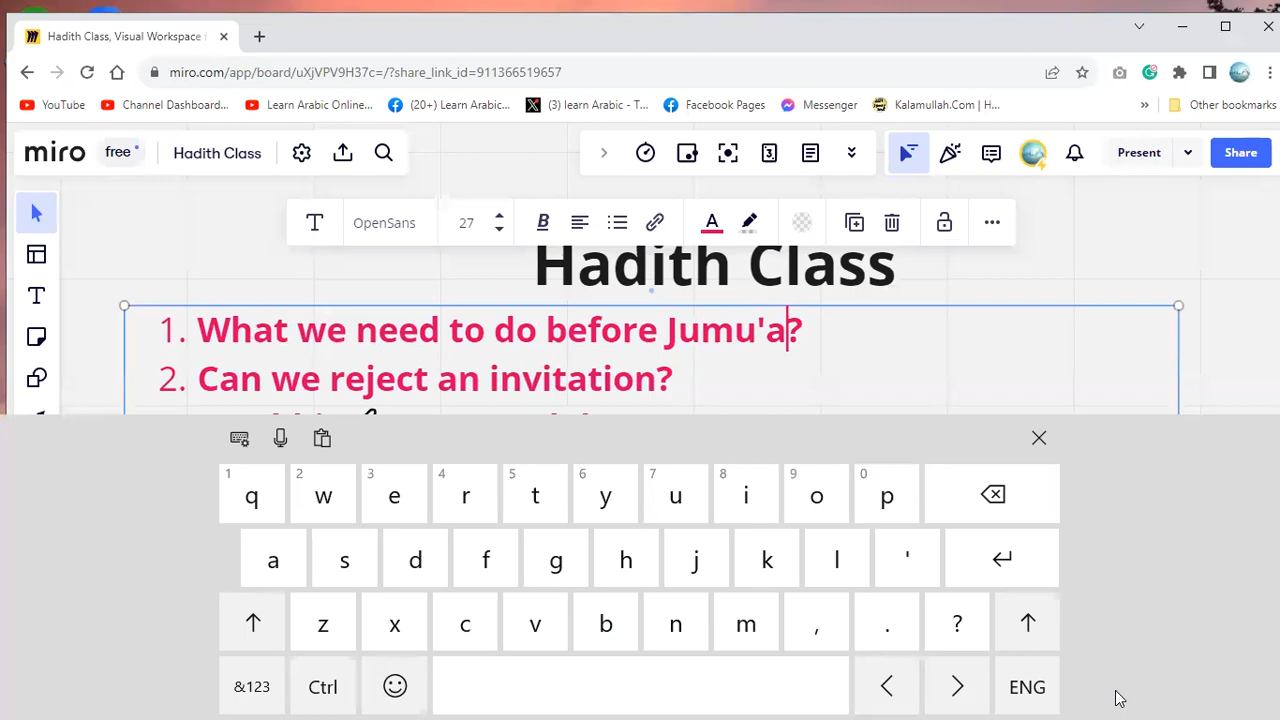 Hadith Class, Visual Workspace
miro.com/app/board/uXjVPV9H37c=/?share_link_id=911366519657
YouTube Channel Dashboard... Learn Arabic Online... (20+) Learn Arabic... (3) learn Arabic - T... Facebook Pages Messenger Kalamullah.Com | H... » Other bookmarks
miro free Hadith Class 3 Present Share
T OpenSans 27 B A
Hadith Class
1. What we need to do before Jumu'a?
2. Can we reject an invitation?
1 2 3 4 5 6 7 8 9 0
q w e r t y u i o p
a s d f g h j k l '
z x c v b n m , . ?
&123 Ctrl ENG